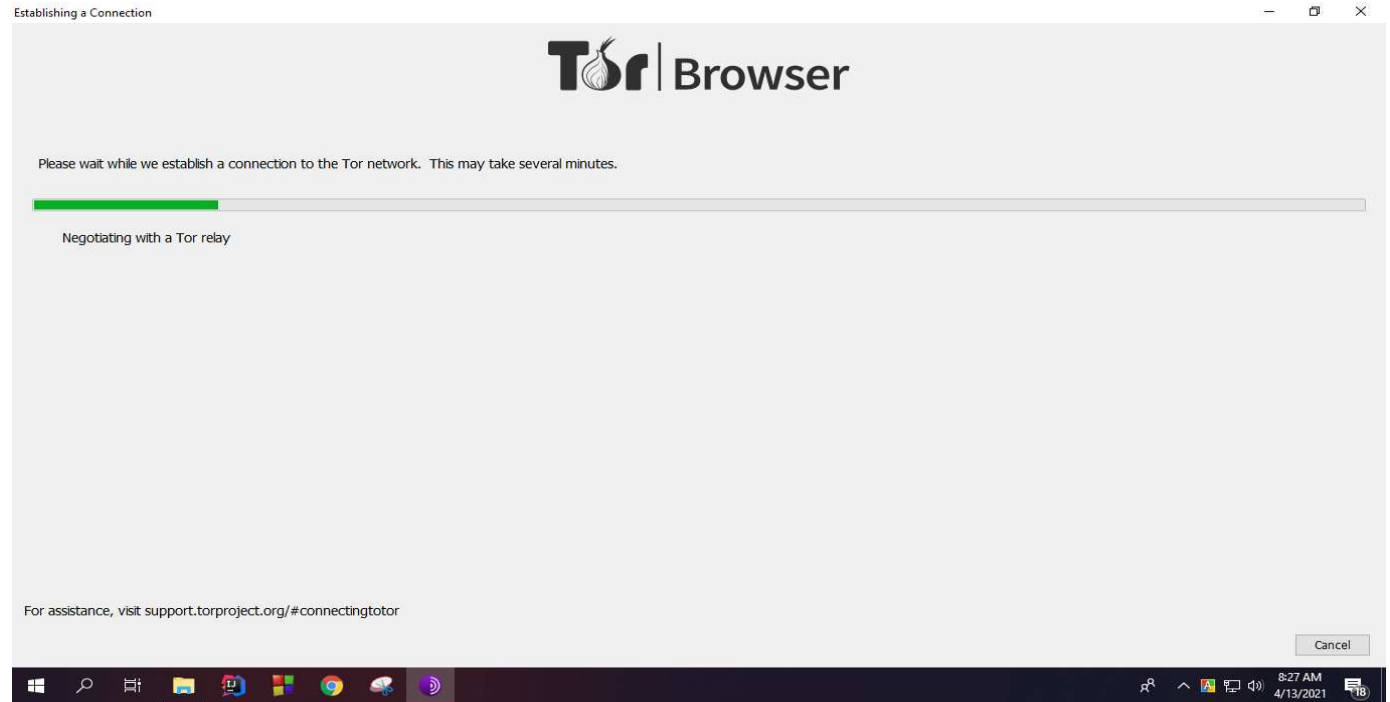 Establishing a Connection
Tor Browser
Please wait while we establish a connection to the Tor network. This may take several minutes.
Negotiating with a Tor relay
For assistance, visit support.torproject.org/#connectingtotor
Cancel
8:27 AM
4/13/2021
18